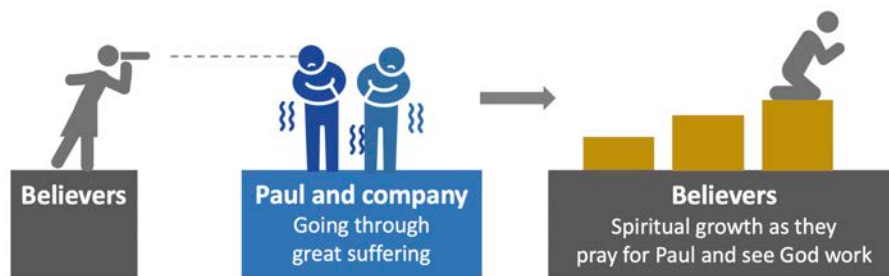 Believers
Paul and company
Going through
great suffering
Believers
Spiritual growth as they
pray for Paul and see God work